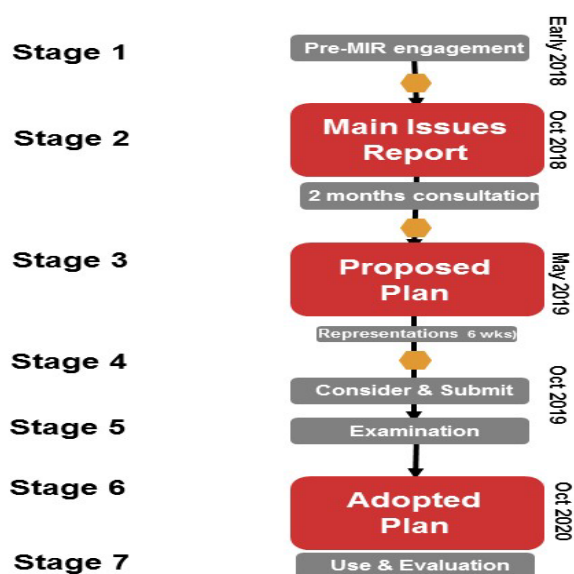 Stage 1
Pre-MIR engagement
Early 2018
Stage 2
Main Issues
Report
Oct 2018
2 months consultation
Stage 3
Proposed
Plan
May 2019
Representations 6 wks)
Stage 4
Consider & Submit
Oct 2019
Stage 5
Examination
Stage 6
Adopted
Plan
Oct 2020
Stage 7
Use & Evaluation